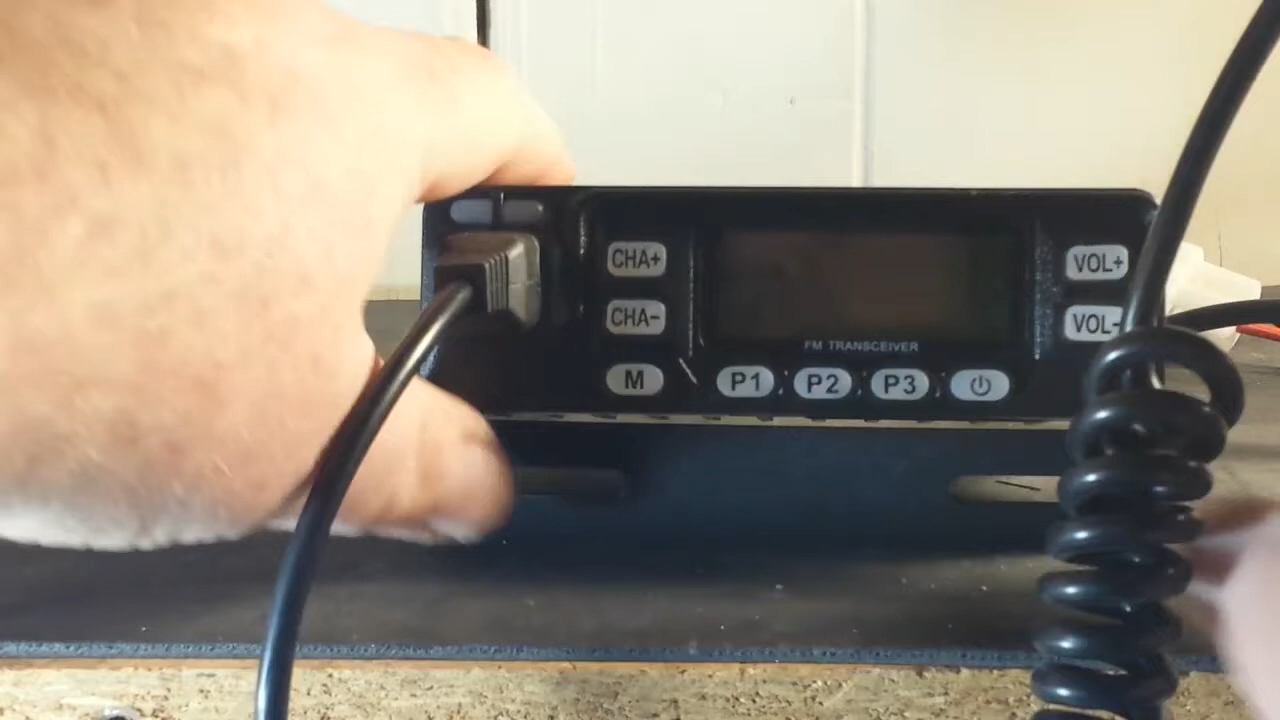 CHA+
VOL+
CHA-
VOL-
FM TRANSCEIVER
M
P1
P2
P3